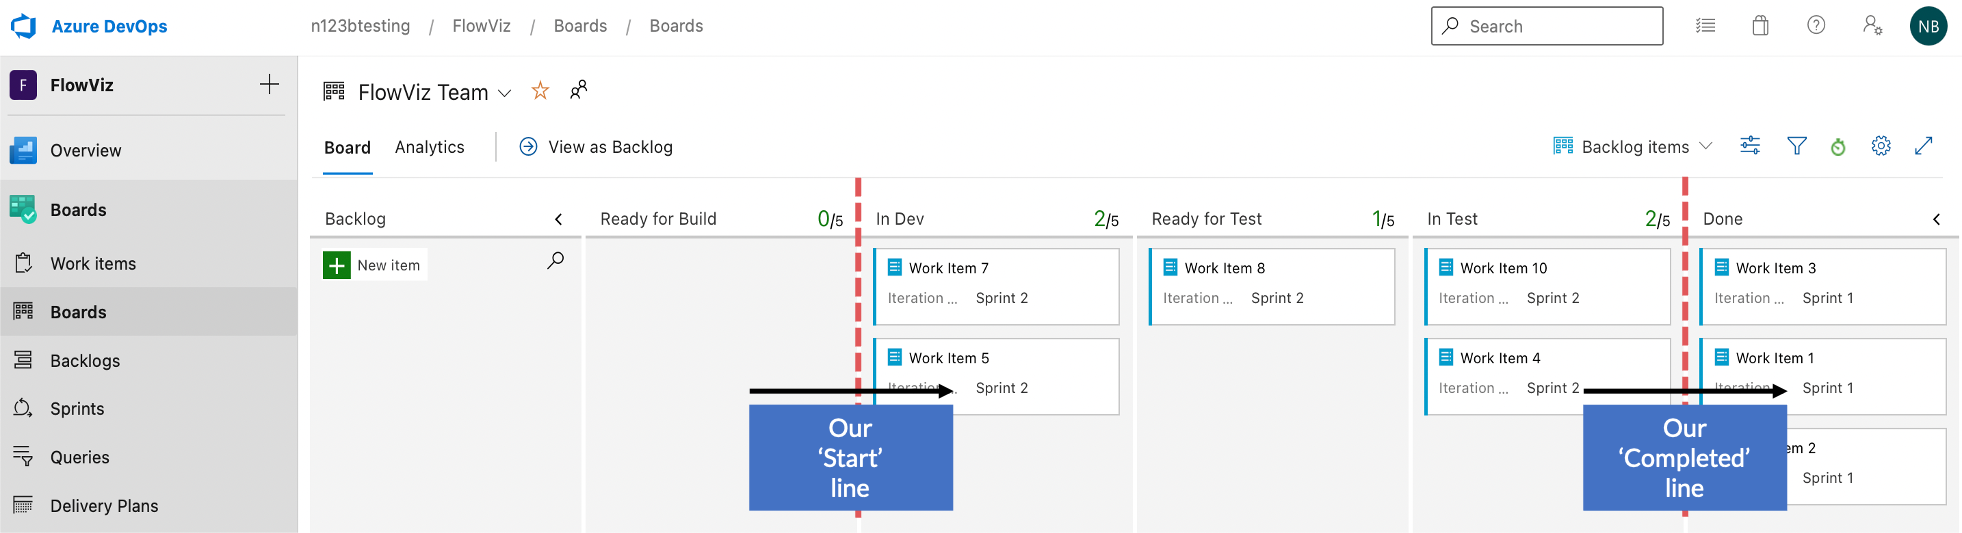 Azure DevOps
n123btesting / FlowViz / Boards / Boards
Search
NB
F FlowViz
FlowViz Team
Overview
Board Analytics View as Backlog
Backlog items
Boards
Backlog
Ready for Build 0/5
In Dev 2/5
Ready for Test 1/5
In Test 2/5
Done
Work items
New item
Work Item 7
Iteration ... Sprint 2
Work Item 8
Iteration ... Sprint 2
Work Item 10
Iteration ... Sprint 2
Work Item 3
Iteration ... Sprint 1
Boards
Backlogs
Work Item 5
Iteration ... Sprint 2
Work Item 4
Iteration ... Sprint 2
Work Item 1
Iteration Sprint 1
Sprints
Our
‘Start’
line
Our
‘Completed’
line
em 2
Sprint 1
Queries
Delivery Plans